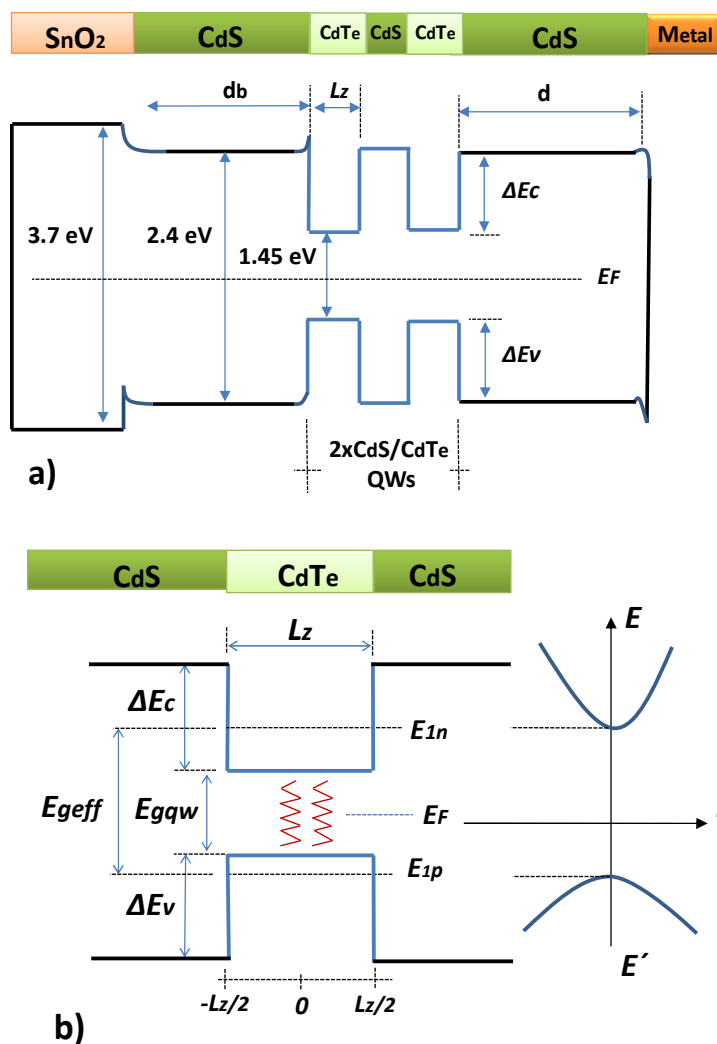 SnO₂ CdS CdTe CdS CdTe CdS Metal
db Lz d
ΔEc
3.7 eV 2.4 eV 1.45 eV
EF
ΔEv
2xCdS/CdTe
QWs
a)
CdS CdTe CdS
Lz
E
ΔEc
E1n
Egeff Egqw EF
E1p
ΔEv
E´
-Lz/2 0 Lz/2
b)